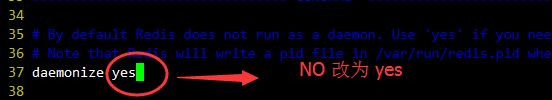 35
35 # By default Redis does not run as a daemon. Use 'yes' if you nee
36 # Note that Redis will write a pid file in /var/run/redis.pid whe
37 daemonize yes
NO 改为 yes
38